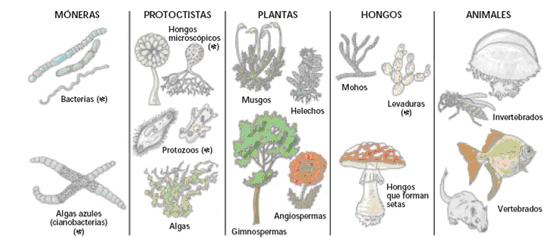 MÓNERAS
Bacterias (*)
Algas azules
(cianobacterias)
(*)
PROTOCTISTAS
Hongos
microscópicos
(*)
Protozoos (*)
Algas
PLANTAS
Musgos
Helechos
Angiospermas
Gimnospermas
HONGOS
Mohos
Levaduras
(*)
Hongos
que forman
setas
ANIMALES
Invertebrados
Vertebrados